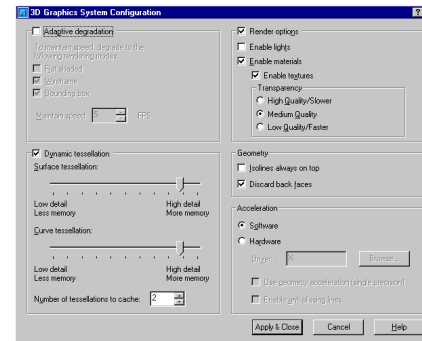 3D Graphics System Configuration
?
Adaptive degradation
To maintain speed, degrade to the
following rendering modes:
Flat shaded
Wireframe
Bounding box
Maintain speed: 5 FPS
Dynamic tessellation
Surface tessellation:
Low detail High detail
Less memory More memory
Curve tessellation:
Low detail High detail
Less memory More memory
Number of tessellations to cache: 2
Render options
Enable lights
Enable materials
Enable textures
Transparency
High Quality/Slower
Medium Quality
Low Quality/Faster
Geometry
Isolines always on top
Discard back faces
Acceleration
Software
Hardware
Driver: Browse...
Use geometry acceleration (single precision)
Enable anti-aliasing lines
Apply & Close Cancel Help